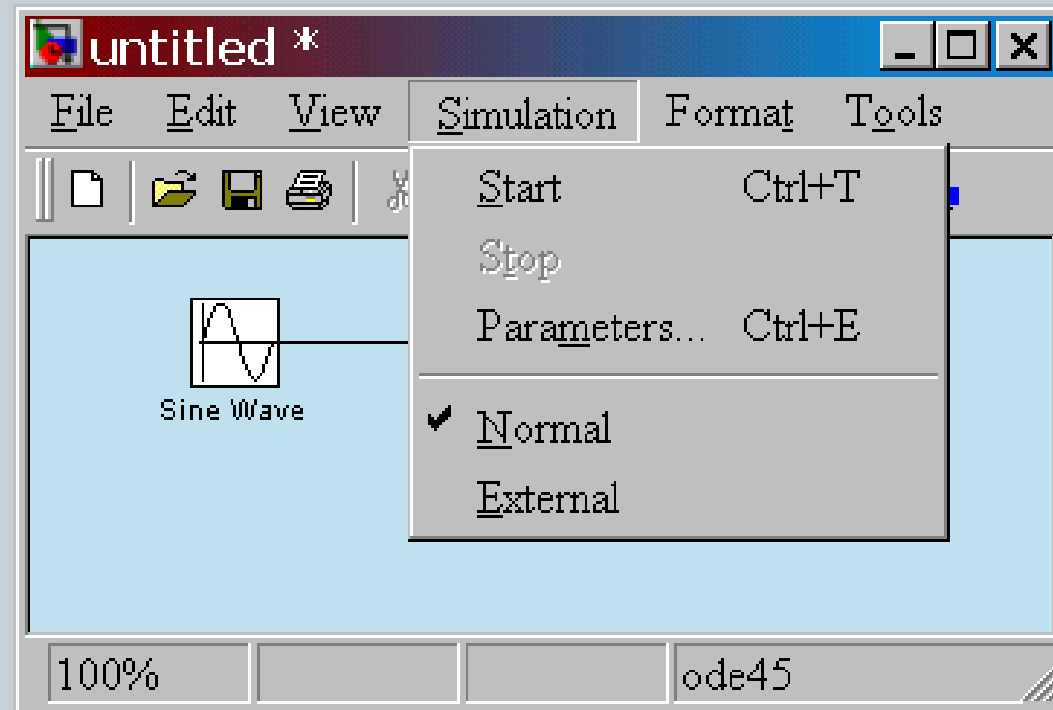 untitled *
File Edit View Simulation Format Tools
Start Ctrl+T
Stop
Parameters... Ctrl+E
Normal
External
Sine Wave
100% ode45